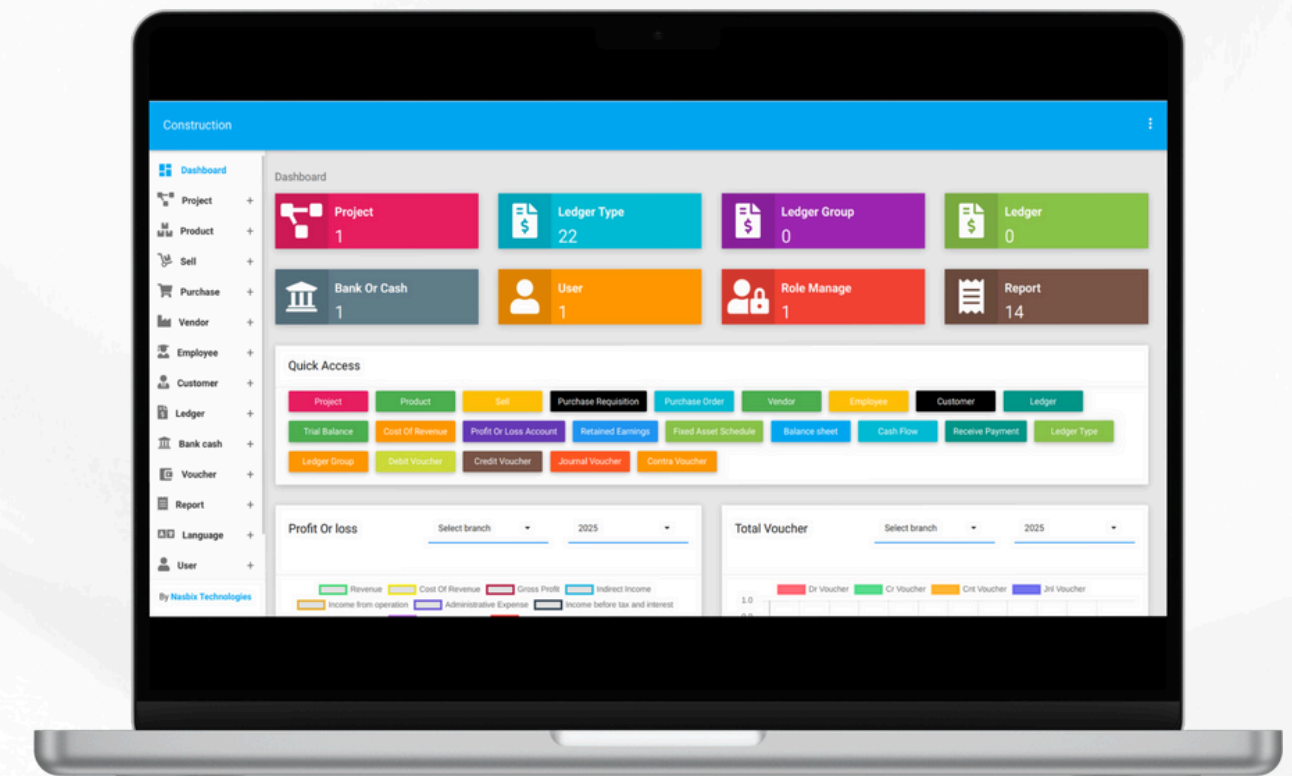 Construction
Dashboard
Project +
Product +
Sell +
Purchase +
Vendor +
Employee +
Customer +
Ledger +
Bank cash +
Voucher +
Report +
Language +
User +
By Nasbix Technologies
Dashboard
Project
1
Ledger Type
22
Ledger Group
0
Ledger
0
Bank Or Cash
1
User
1
Role Manage
1
Report
14
Quick Access
Project Product Sell Purchase Requisition Purchase Order Vendor Employee Customer Ledger
Trial Balance Cost Of Revenue Profit Or Loss Account Retained Earnings Fixed Asset Schedule Balance sheet Cash Flow Receive Payment Ledger Type
Ledger Group Debit Voucher Credit Voucher Journal Voucher Contra Voucher
Profit Or loss Select branch 2025
Revenue Cost Of Revenue Gross Profit Indirect Income
Income from operation Administrative Expense Income before tax and interest
Total Voucher Select branch 2025
Dr Voucher Cr Voucher Cnt Voucher Jnl Voucher
1.0